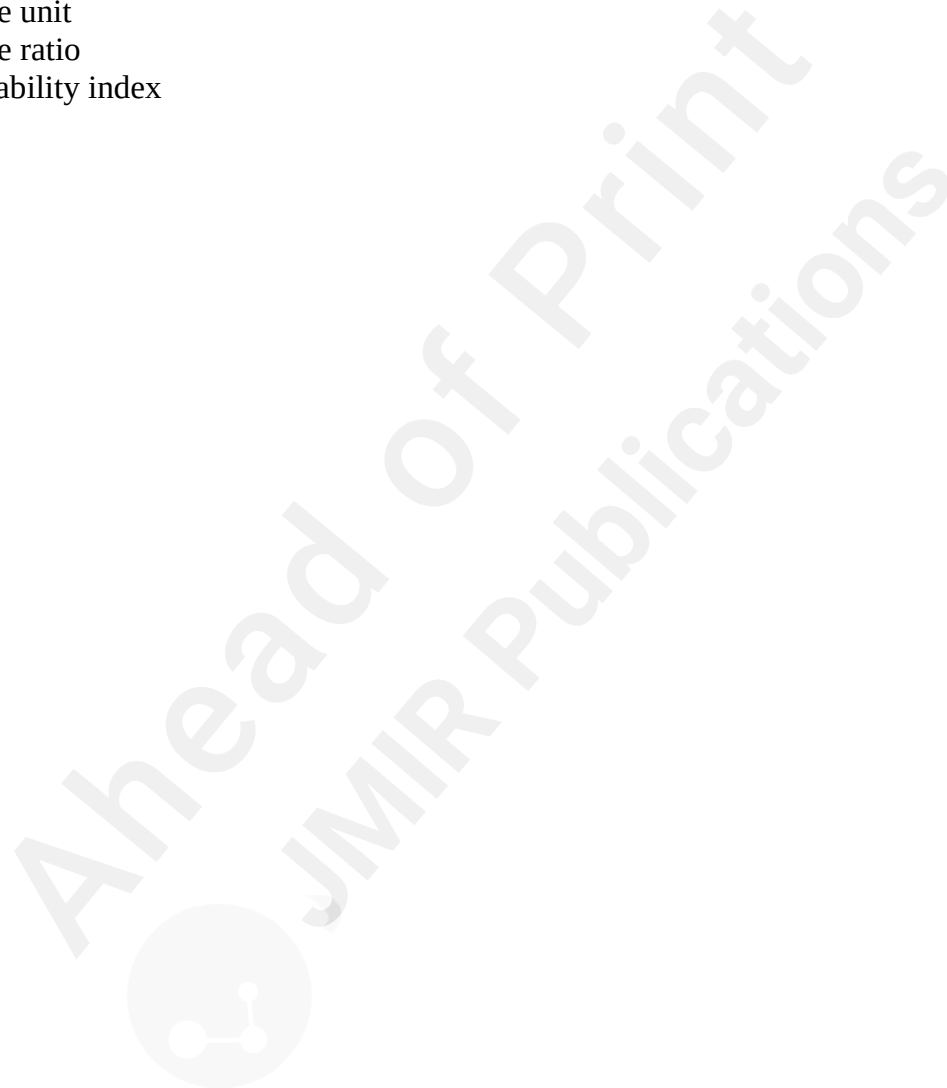 e unit
e ratio
ability index
Ahead of Print
JMIR Publications